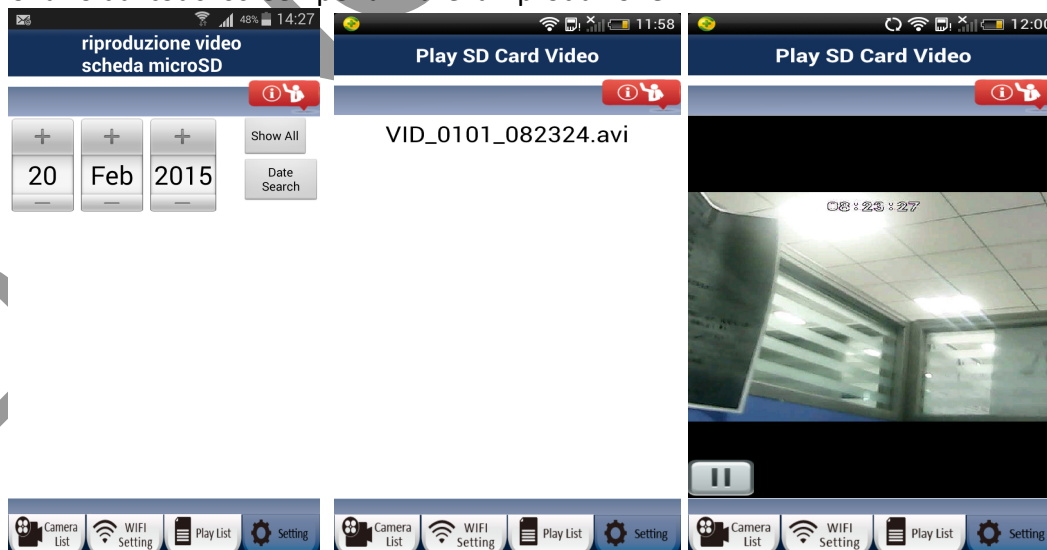 48% 14:27
riproduzione video
scheda microSD
Show All
20 Feb 2015
Date
Search
Camera
List
WIFI
Setting
Play List
Setting
11:58
Play SD Card Video
VID_0101_082324.avi
Camera
List
WIFI
Setting
Play List
Setting
12:00
Play SD Card Video
08:23:27
Camera
List
WIFI
Setting
Play List
Setting